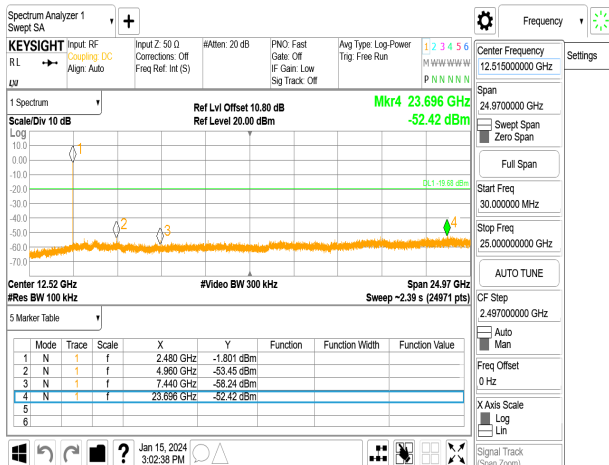 Spectrum Analyzer 1
Swept SA
+
Frequency
KEYSIGHT
RL
LXI
Input: RF
Coupling: DC
Align: Auto
Input Z: 50 Ω
Corrections: Off
Freq Ref: Int (S)
#Atten: 20 dB
PNO: Fast
Gate: Off
IF Gain: Low
Sig Track: Off
Avg Type: Log-Power
Trig: Free Run
1 2 3 4 5 6
M W W W W W
P N N N N N
1 Spectrum
Scale/Div 10 dB
Ref Lvl Offset 10.80 dB
Ref Level 20.00 dBm
Mkr4 23.696 GHz
-52.42 dBm
Log
10.0
0.00
-10.0
-20.0
-30.0
-40.0
-50.0
-60.0
-70.0
1
2
3
4
DL1 -19.68 dBm
Center 12.52 GHz
#Video BW 300 kHz
Span 24.97 GHz
#Res BW 100 kHz
Sweep ~2.39 s (24971 pts)
5 Marker Table
Mode Trace Scale X Y Function Function Width Function Value
1 N 1 f 2.480 GHz -1.801 dBm
2 N 1 f 4.960 GHz -53.45 dBm
3 N 1 f 7.440 GHz -58.24 dBm
4 N 1 f 23.696 GHz -52.42 dBm
5
6
?
Jan 15, 2024
3:02:38 PM
Center Frequency
12.515000000 GHz
Settings
Span
24.9700000 GHz
Swept Span
Zero Span
Full Span
Start Freq
30.000000 MHz
Stop Freq
25.000000000 GHz
AUTO TUNE
CF Step
2.497000000 GHz
Auto
Man
Freq Offset
0 Hz
X Axis Scale
Log
Lin
Signal Track
(Span Zoom)